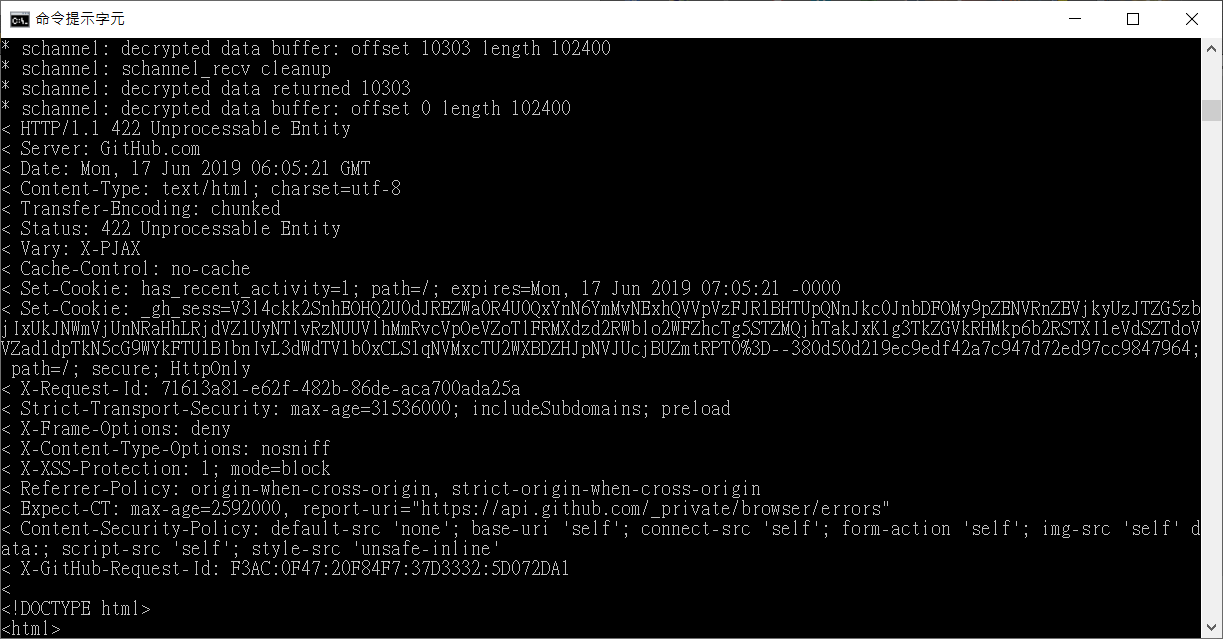 命令提示字元
* schannel: decrypted data buffer: offset 10303 length 102400
* schannel: schannel_recv cleanup
* schannel: decrypted data returned 10303
* schannel: decrypted data buffer: offset 0 length 102400
< HTTP/1.1 422 Unprocessable Entity
< Server: GitHub.com
< Date: Mon, 17 Jun 2019 06:05:21 GMT
< Content-Type: text/html; charset=utf-8
< Transfer-Encoding: chunked
< Status: 422 Unprocessable Entity
< Vary: X-PJAX
< Cache-Control: no-cache
< Set-Cookie: has_recent_activity=1; path=/; expires=Mon, 17 Jun 2019 07:05:21 -0000
< Set-Cookie:
path=/; secure; HttpOnly
< X-Request-Id: 71613a81-e62f-482b-86de-aca700ada25a
< Strict-Transport-Security: max-age=31536000; includeSubdomains; preload
< X-Frame-Options: deny
< X-Content-Type-Options: nosniff
< X-XSS-Protection: 1; mode=block
< Referrer-Policy: origin-when-cross-origin, strict-origin-when-cross-origin
< Expect-CT: max-age=2592000, report-uri="https://api.github.com/_private/browser/errors"
< Content-Security-Policy: default-src 'none'; base-uri 'self'; connect-src 'self'; form-action 'self'; img-src 'self' d
ata:; script-src 'self'; style-src 'unsafe-inline'
< X-GitHub-Request-Id: F3AC:0F47:20F84F7:37D3332:5D072DA1
<
<!DOCTYPE html>
<html>